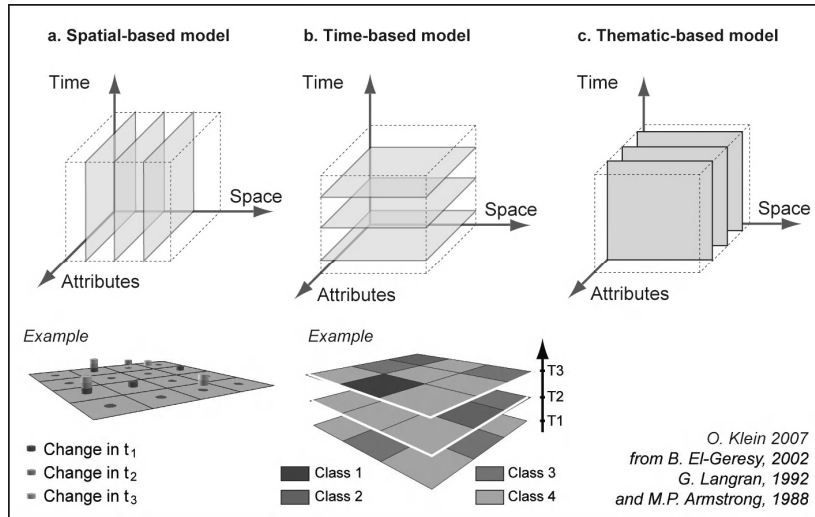 a. Spatial-based model
b. Time-based model
c. Thematic-based model
Time
Space
Attributes
Time
Space
Attributes
Time
Space
Attributes
Example
Change in t1
Change in t2
Change in t3
Example
T3
T2
T1
Class 1
Class 2
Class 3
Class 4
O. Klein 2007
from B. El-Geresy, 2002
G. Langran, 1992
and M.P. Armstrong, 1988